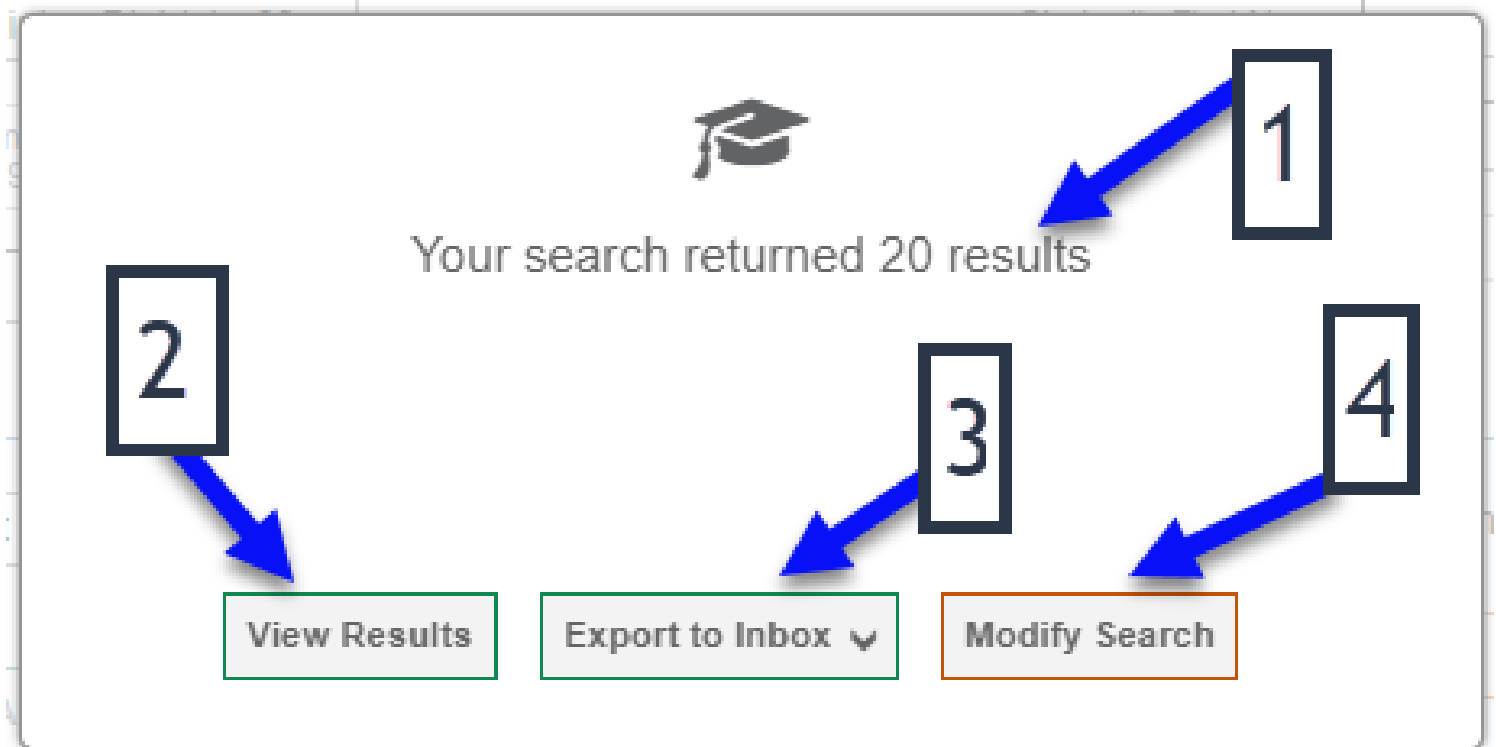 1
Your search returned 20 results
2
3
4
View Results
Export to Inbox
Modify Search